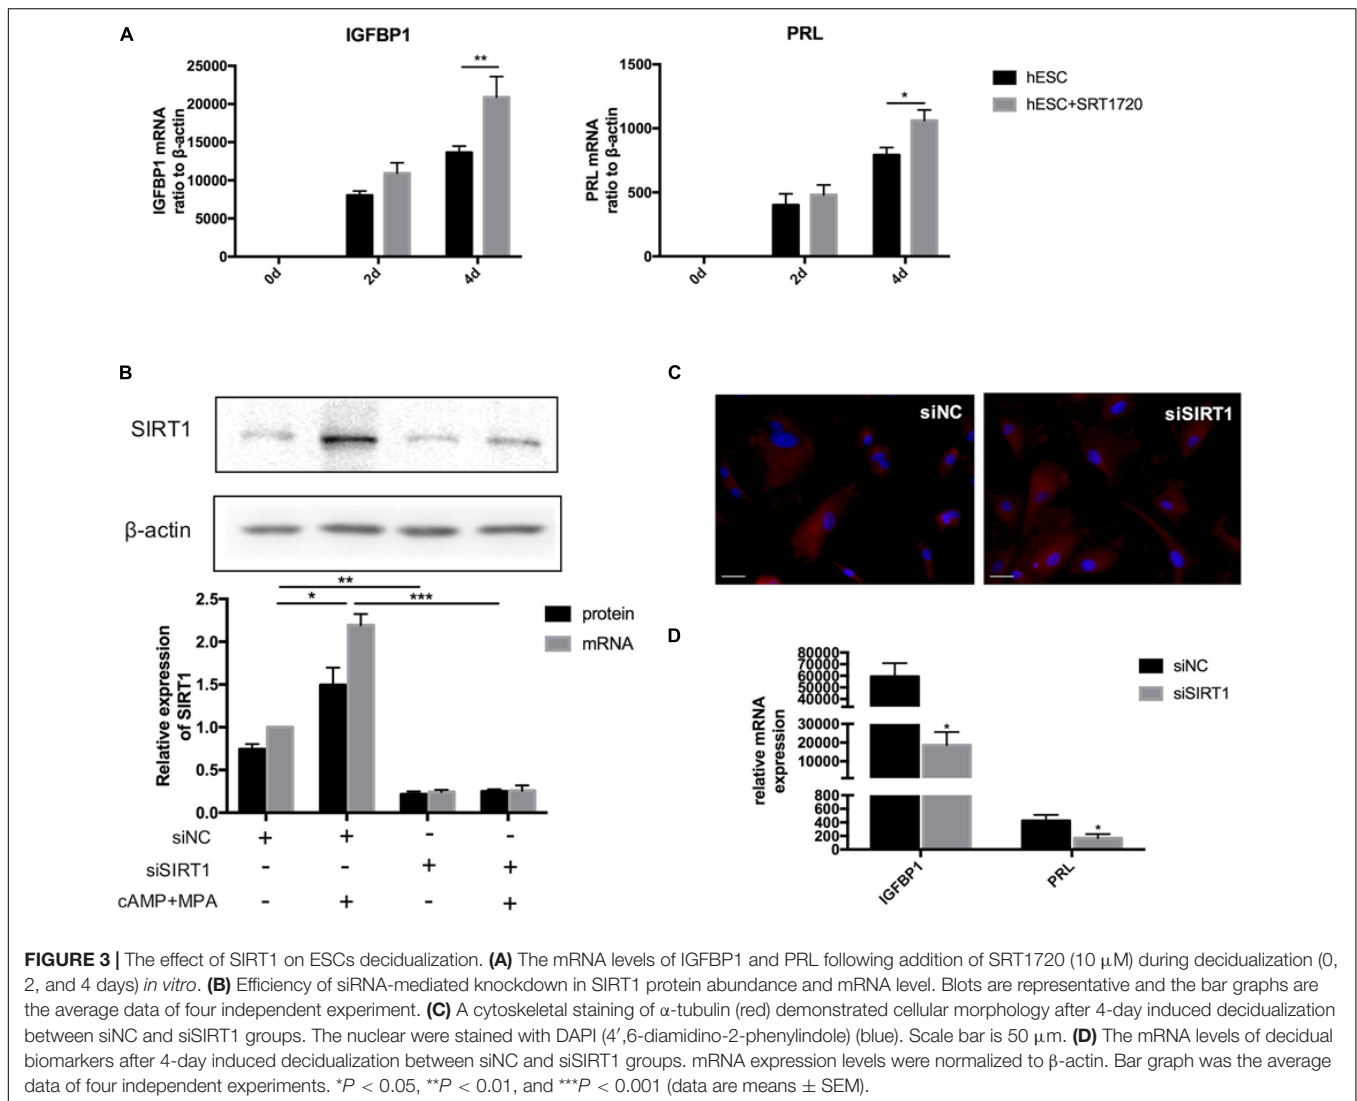 A
IGFBP1
IGFBP1 mRNA
ratio to β-actin
25000
20000
15000
10000
5000
0
**
0d
2d
4d
PRL
PRL mRNA
ratio to β-actin
1500
1000
500
0
*
0d
2d
4d
hESC
hESC+SRT1720
B
SIRT1
β-actin
Relative expression
of SIRT1
2.5
2.0
1.5
1.0
0.5
0.0
**
*
***
protein
mRNA
siNC + + - -
siSIRT1 - - + +
cAMP+MPA - + - +
C
siNC
siSIRT1
D
relative mRNA
expression
80000
70000
60000
50000
40000
30000
20000
10000
800
600
400
200
0
*
*
IGFBP1
PRL
siNC
siSIRT1
FIGURE 3 | The effect of SIRT1 on ESCs decidualization. (A) The mRNA levels of IGFBP1 and PRL following addition of SRT1720 (10 μM) during decidualization (0,
2, and 4 days) in vitro. (B) Efficiency of siRNA-mediated knockdown in SIRT1 protein abundance and mRNA level. Blots are representative and the bar graphs are
the average data of four independent experiment. (C) A cytoskeletal staining of α-tubulin (red) demonstrated cellular morphology after 4-day induced decidualization
between siNC and siSIRT1 groups. The nuclear were stained with DAPI (4′,6-diamidino-2-phenylindole) (blue). Scale bar is 50 μm. (D) The mRNA levels of decidual
biomarkers after 4-day induced decidualization between siNC and siSIRT1 groups. mRNA expression levels were normalized to β-actin. Bar graph was the average
data of four independent experiments. *P < 0.05, **P < 0.01, and ***P < 0.001 (data are means ± SEM).